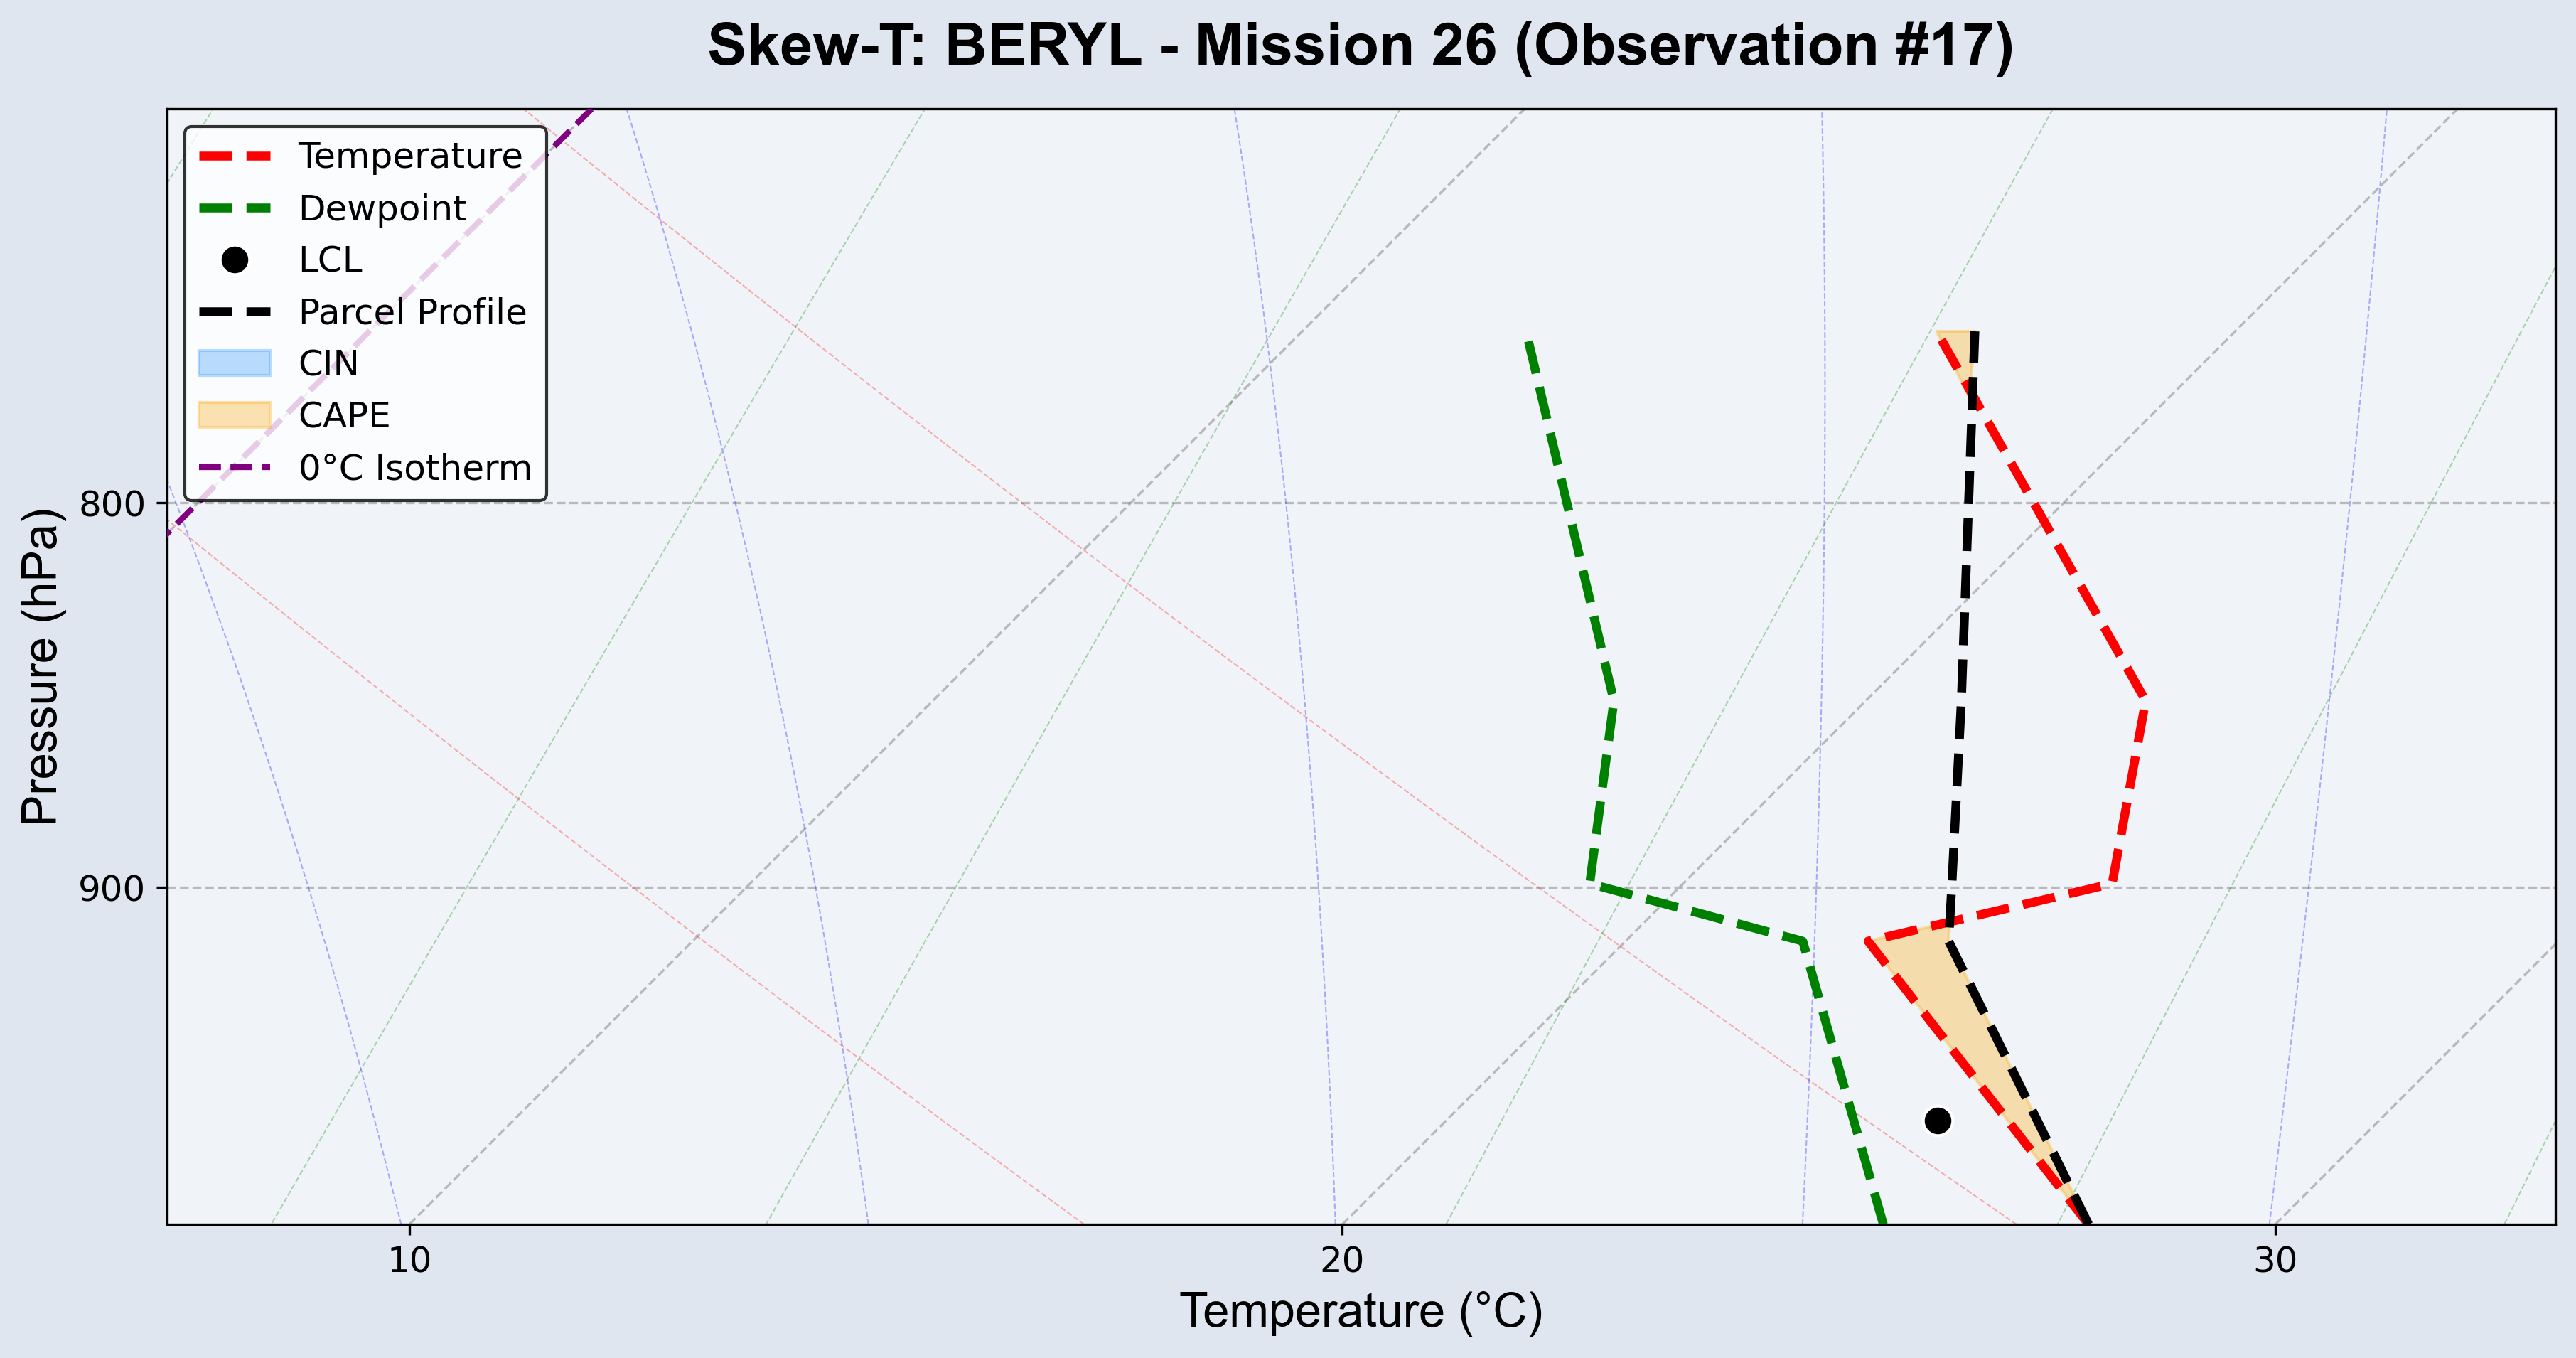 Skew-T: BERYL - Mission 26 (Observation #17)
Temperature
Dewpoint
LCL
Parcel Profile
CIN
CAPE
0°C Isotherm
Pressure (hPa)
800
900
10
20
30
Temperature (°C)